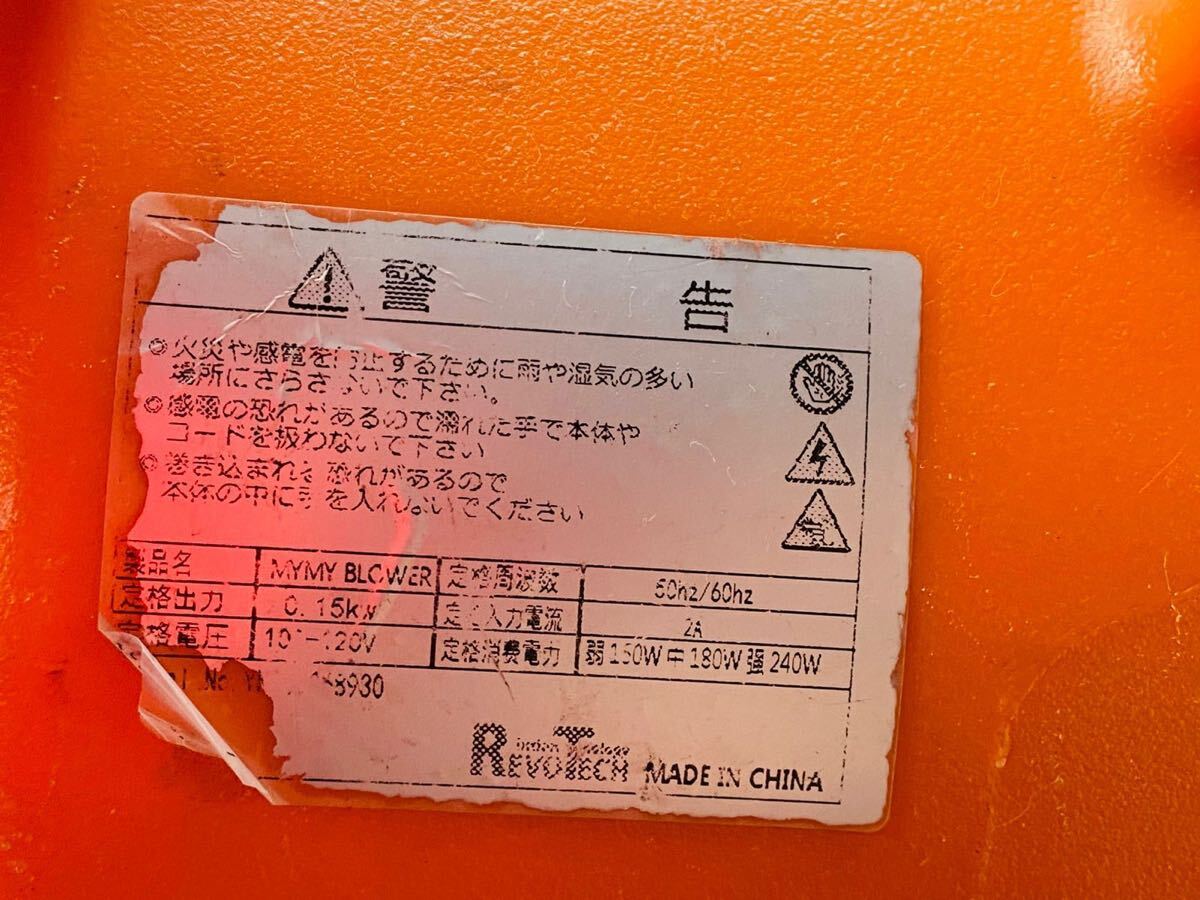 警 告
◎火災や感電を防止するために雨や湿気の多い
場所にさらさないで下さい。
◎感電の恐れがあるので濡れた手で本体や
コードを扱わないで下さい
◎巻き込まれる恐れがあるので
本体の中に手を入れないでください
製品名 MYMY BLOWER 定格周波数 50hz/60hz
定格出力 0.15kw 定格入力電流 2A
定格電圧 120V 定格消費電力 弱150W 中180W 强240W
No. 8930
REVOTECH MADE IN CHINA